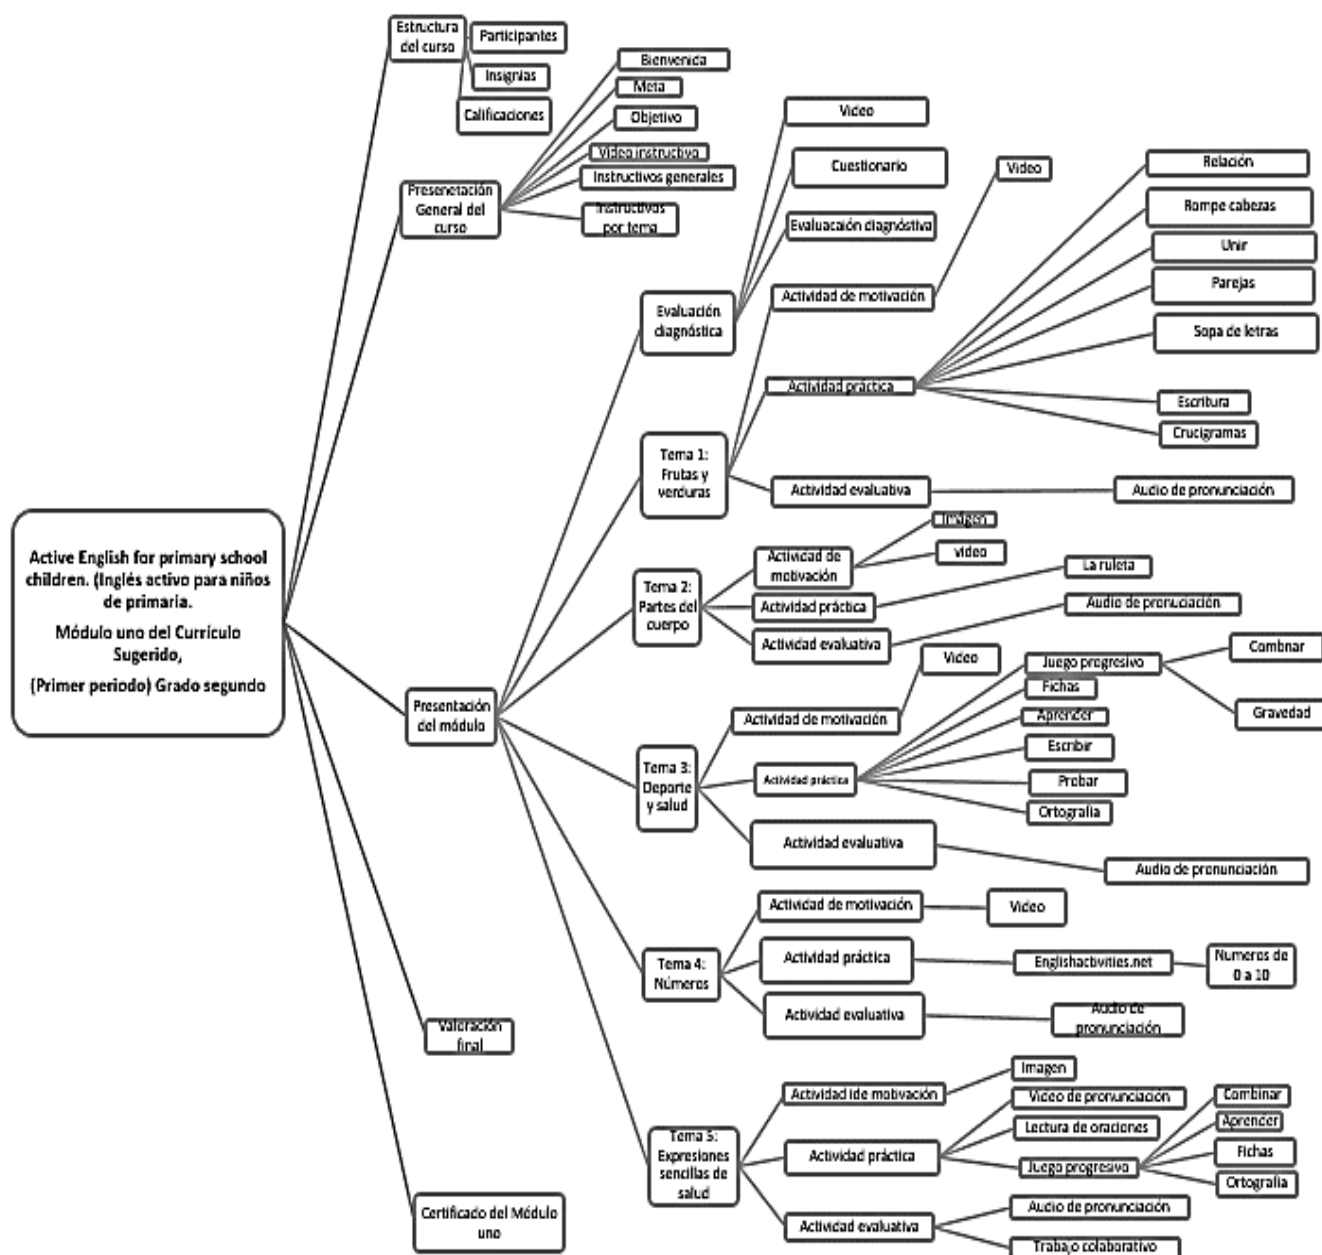 Active English for primary school
children. (Inglés activo para niños
de primaria.
Módulo uno del Currículo
Sugerido,
(Primer periodo) Grado segundo
Estructura
del curso
Participantes
Insignias
Calificaciones
Presenetación
General del
curso
Bienvenida
Meta
Objetivo
Video instructivo
Instructivos generales
Instructivos
por tema
Presentación
del módulo
Evaluación
diagnóstica
Video
Cuestionario
Evaluacaión diagnóstiva
Tema 1:
Frutas y
verduras
Actividad de motivación
Video
Actividad práctica
Relación
Rompe cabezas
Unir
Parejas
Sopa de letras
Escritura
Crucigramas
Actividad evaluativa
Audio de pronunciación
Tema 2:
Partes del
cuerpo
Actividad de
motivación
Imágen
video
Actividad práctica
La ruleta
Actividad evaluativa
Audio de pronuciación
Tema 3:
Deporte
y salud
Actividad de motivación
Video
Actividad práctica
Juego progresivo
Combnar
Gravedad
Fichas
Aprender
Escribir
Probar
Ortografía
Actividad evaluativa
Audio de pronunciación
Tema 4:
Números
Actividad de motivación
Video
Actividad práctica
Englishactivities.net
Numeros de
0 a 10
Actividad evaluativa
Audio de
pronunciación
Tema 5:
Expresiones
sencillas de
salud
Actividad ide motivación
Imagen
Actividad práctica
Video de pronunciación
Lectura de oraciones
Juego progresivo
Combinar
Aprender
Fichas
Ortografía
Actividad evaluativa
Audio de pronunciación
Trabajo colaborativo
Valoración
final
Certificado del Módulo
uno